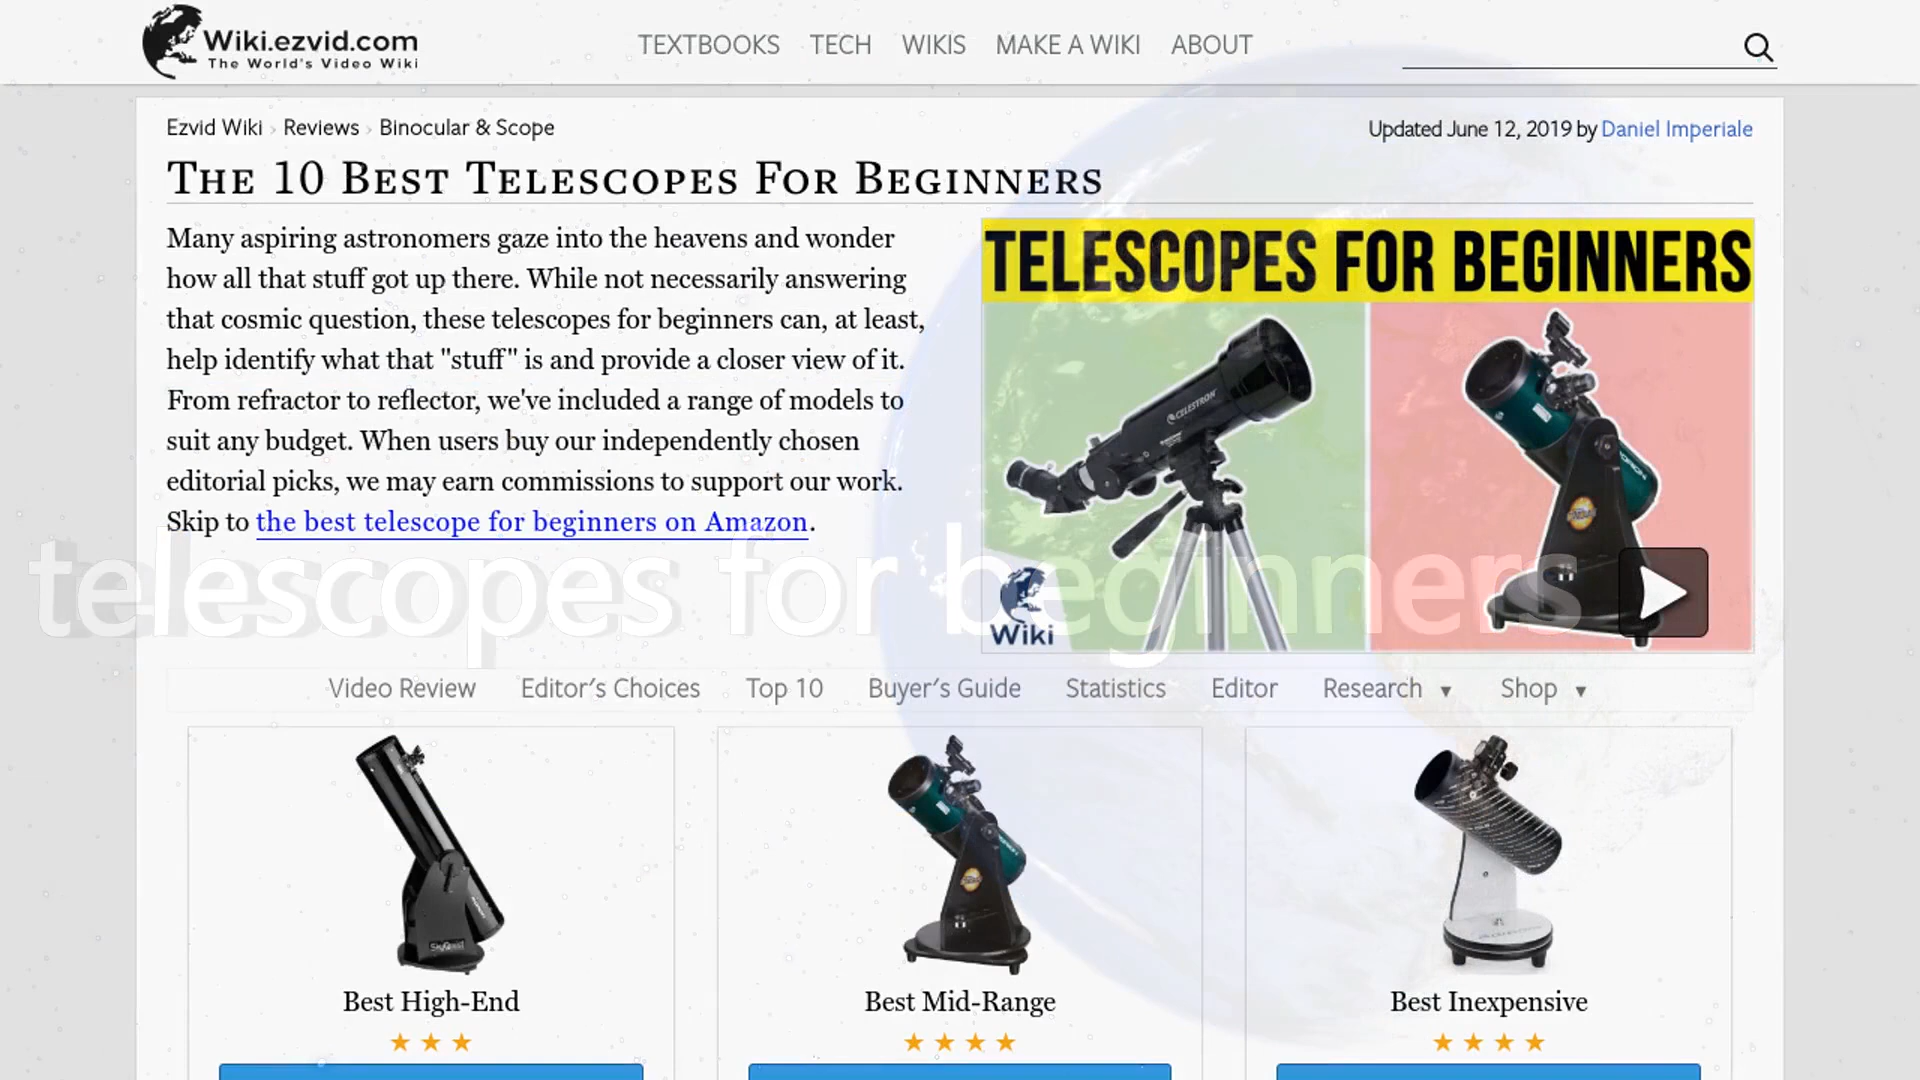 Wiki.ezvid.com
The World's Video Wiki
TEXTBOOKS TECH WIKIS MAKE A WIKI ABOUT
Ezvid Wiki › Reviews › Binocular & Scope
Updated June 12, 2019 by Daniel Imperiale
The 10 Best Telescopes For Beginners
Many aspiring astronomers gaze into the heavens and wonder
how all that stuff got up there. While not necessarily answering
that cosmic question, these telescopes for beginners can, at least,
help identify what that "stuff" is and provide a closer view of it.
From refractor to reflector, we've included a range of models to
suit any budget. When users buy our independently chosen
editorial picks, we may earn commissions to support our work.
Skip to the best telescope for beginners on Amazon.
TELESCOPES FOR BEGINNERS
CELESTRON
ORION
Wiki
telescopes for beginners
Video Review Editor's Choices Top 10 Buyer's Guide Statistics Editor Research ▼ Shop ▼
SkyQuest
Best High-End
Best Mid-Range
Best Inexpensive